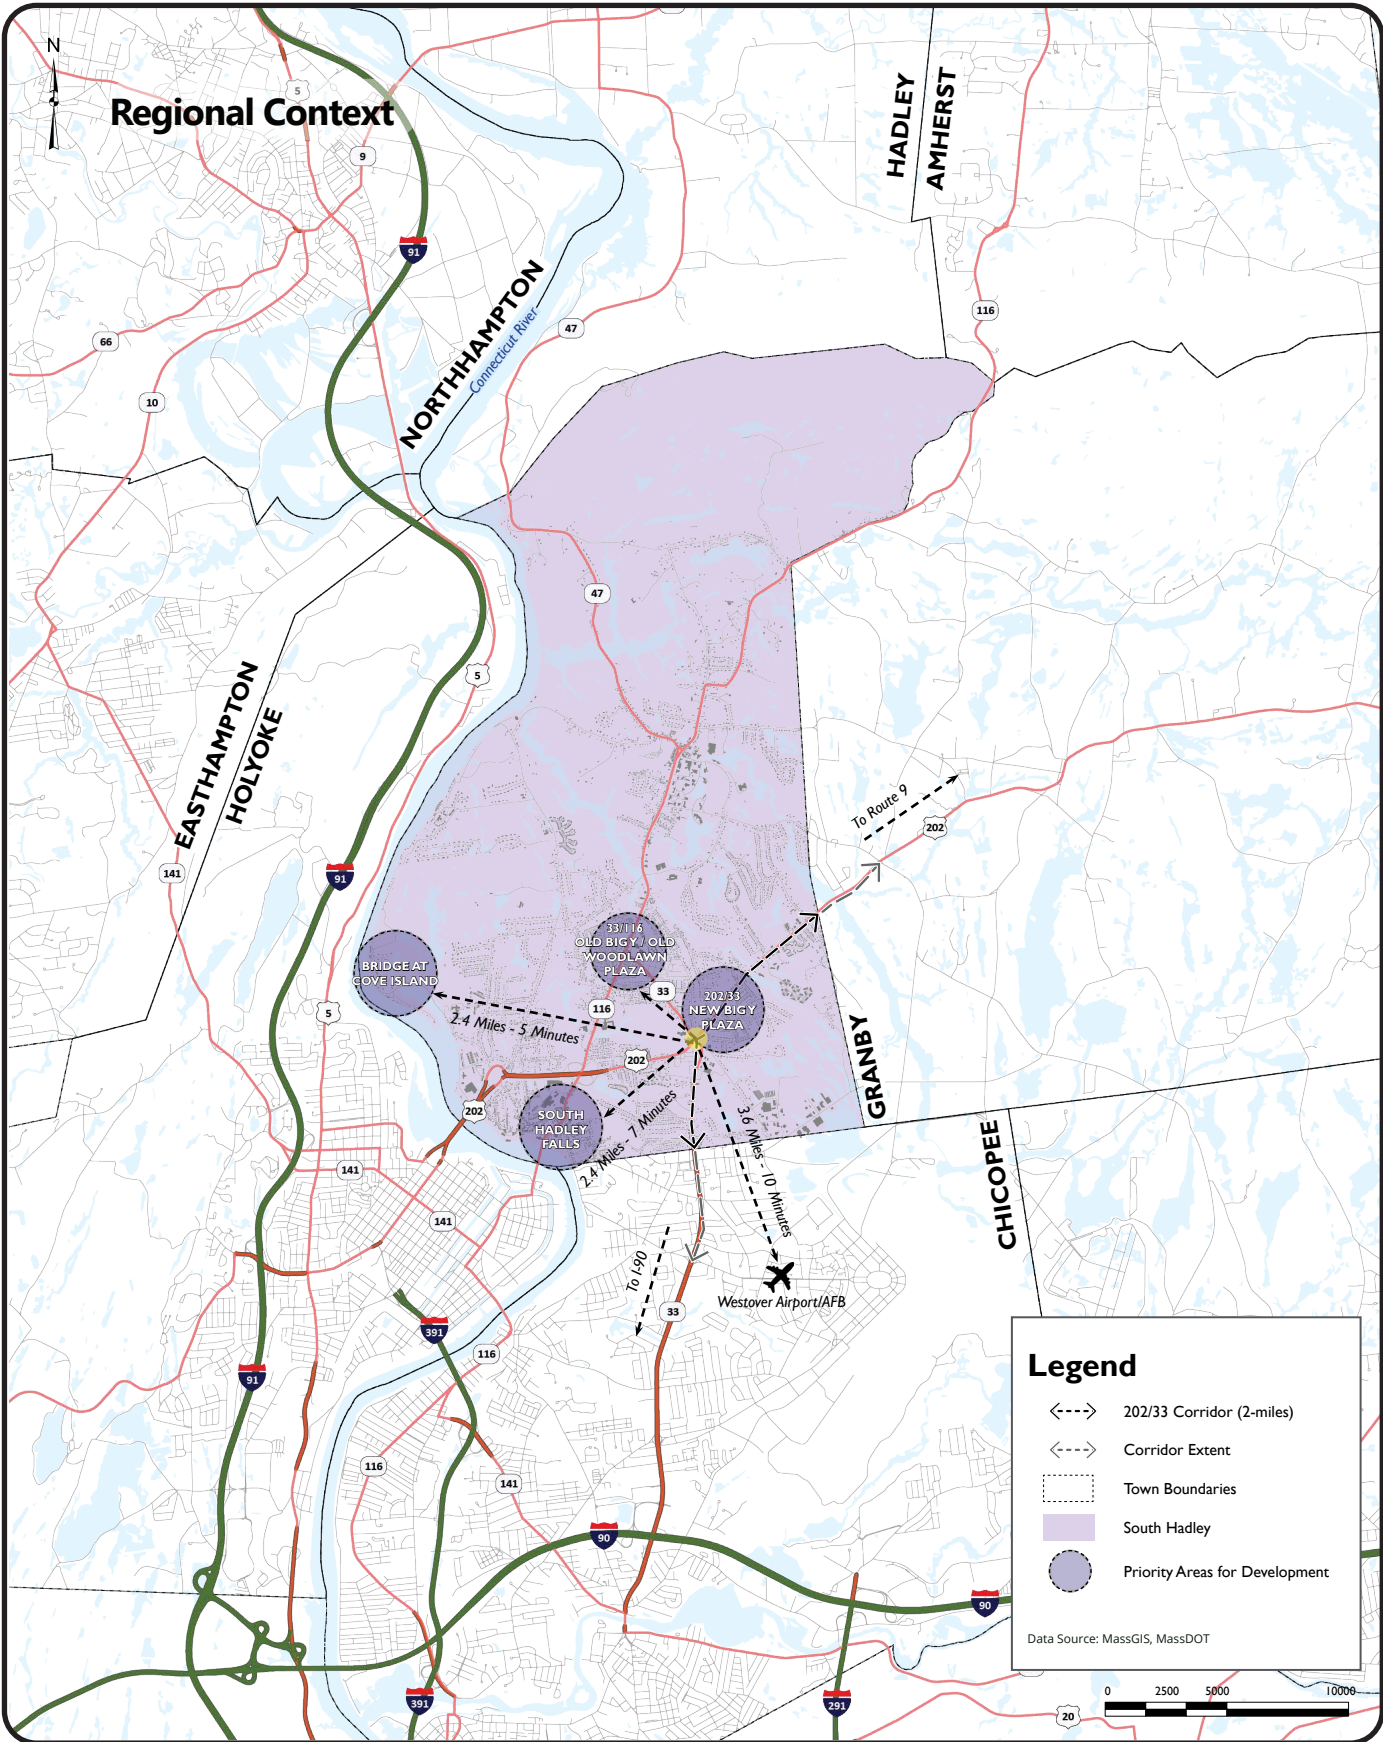 N
Regional Context
5
9
91
HADLEY
AMHERST
116
NORTHHAMPTON
Connecticut River
47
66
10
47
5
EASTHAMPTON
HOLYOKE
141
91
To Route 9
202
BRIDGE AT
COVE ISLAND
33/116
OLD BIG Y / OLD
WOODLAWN
PLAZA
33
202/33
NEW BIG Y
PLAZA
5
116
2.4 Miles - 5 Minutes
202
GRANBY
202
SOUTH
HADLEY
FALLS
2.4 Miles - 7 Minutes
3.6 Miles - 10 Minutes
CHICOPEE
141
141
To I-90
Westover Airport/AFB
33
391
116
91
116
141
90
90
391
291
20
Legend
202/33 Corridor (2-miles)
Corridor Extent
Town Boundaries
South Hadley
Priority Areas for Development
Data Source: MassGIS, MassDOT
0 2500 5000 10000